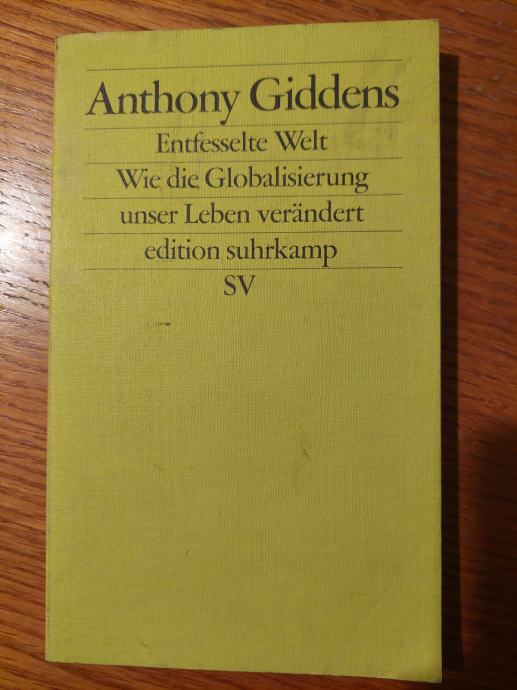 Anthony Giddens
Entfesselte Welt
Wie die Globalisierung
unser Leben verändert
edition suhrkamp
SV